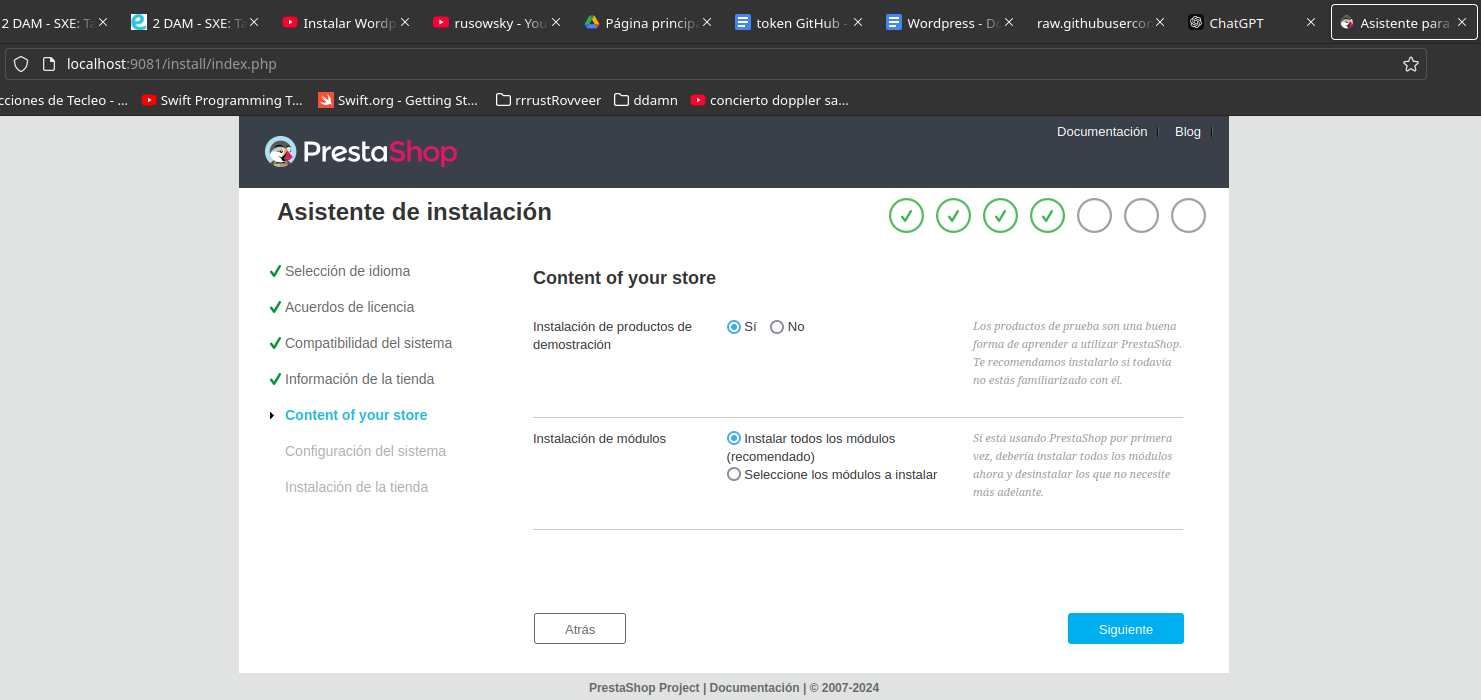 2 DAM - SXE: Ta
2 DAM - SXE: Ta
Instalar Wordp
rusowsky - You
Página princip
token GitHub -
Wordpress - Do
raw.githubusercon
ChatGPT
Asistente para
localhost:9081/install/index.php
cciones de Tecleo - ...
Swift Programming T...
Swift.org - Getting St...
rrrustRovveer
ddamn
concierto doppler sa...
PrestaShop
Documentación
Blog
Asistente de instalación
Selección de idioma
Acuerdos de licencia
Compatibilidad del sistema
Información de la tienda
Content of your store
Configuración del sistema
Instalación de la tienda
Content of your store
Instalación de productos de
demostración
Sí
No
Los productos de prueba son una buena
forma de aprender a utilizar PrestaShop.
Te recomendamos instalarlo si todavía
no estás familiarizado con él.
Instalación de módulos
Instalar todos los módulos
(recomendado)
Seleccione los módulos a instalar
Si está usando PrestaShop por primera
vez, debería instalar todos los módulos
ahora y desinstalar los que no necesite
más adelante.
Atrás
Siguiente
PrestaShop Project | Documentación | © 2007-2024